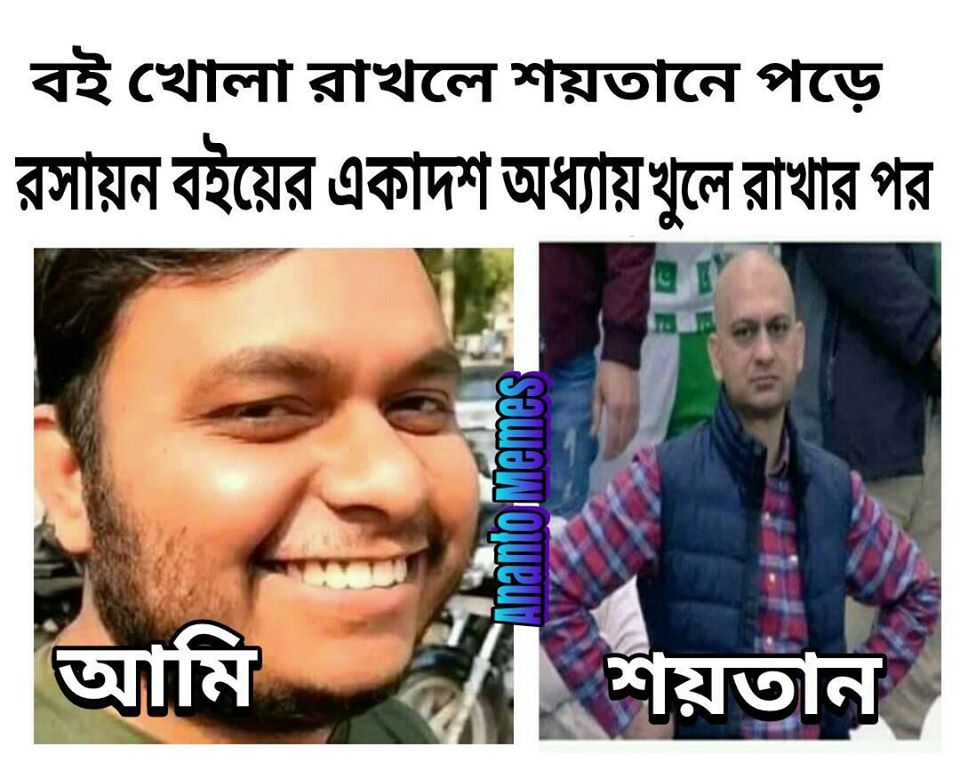 বই খোলা রাখলে শয়তানে পড়ে
রসায়ন বইয়ের একাদশ অধ্যায় খুলে রাখার পর
Ananto Memes
আমি
শয়তান